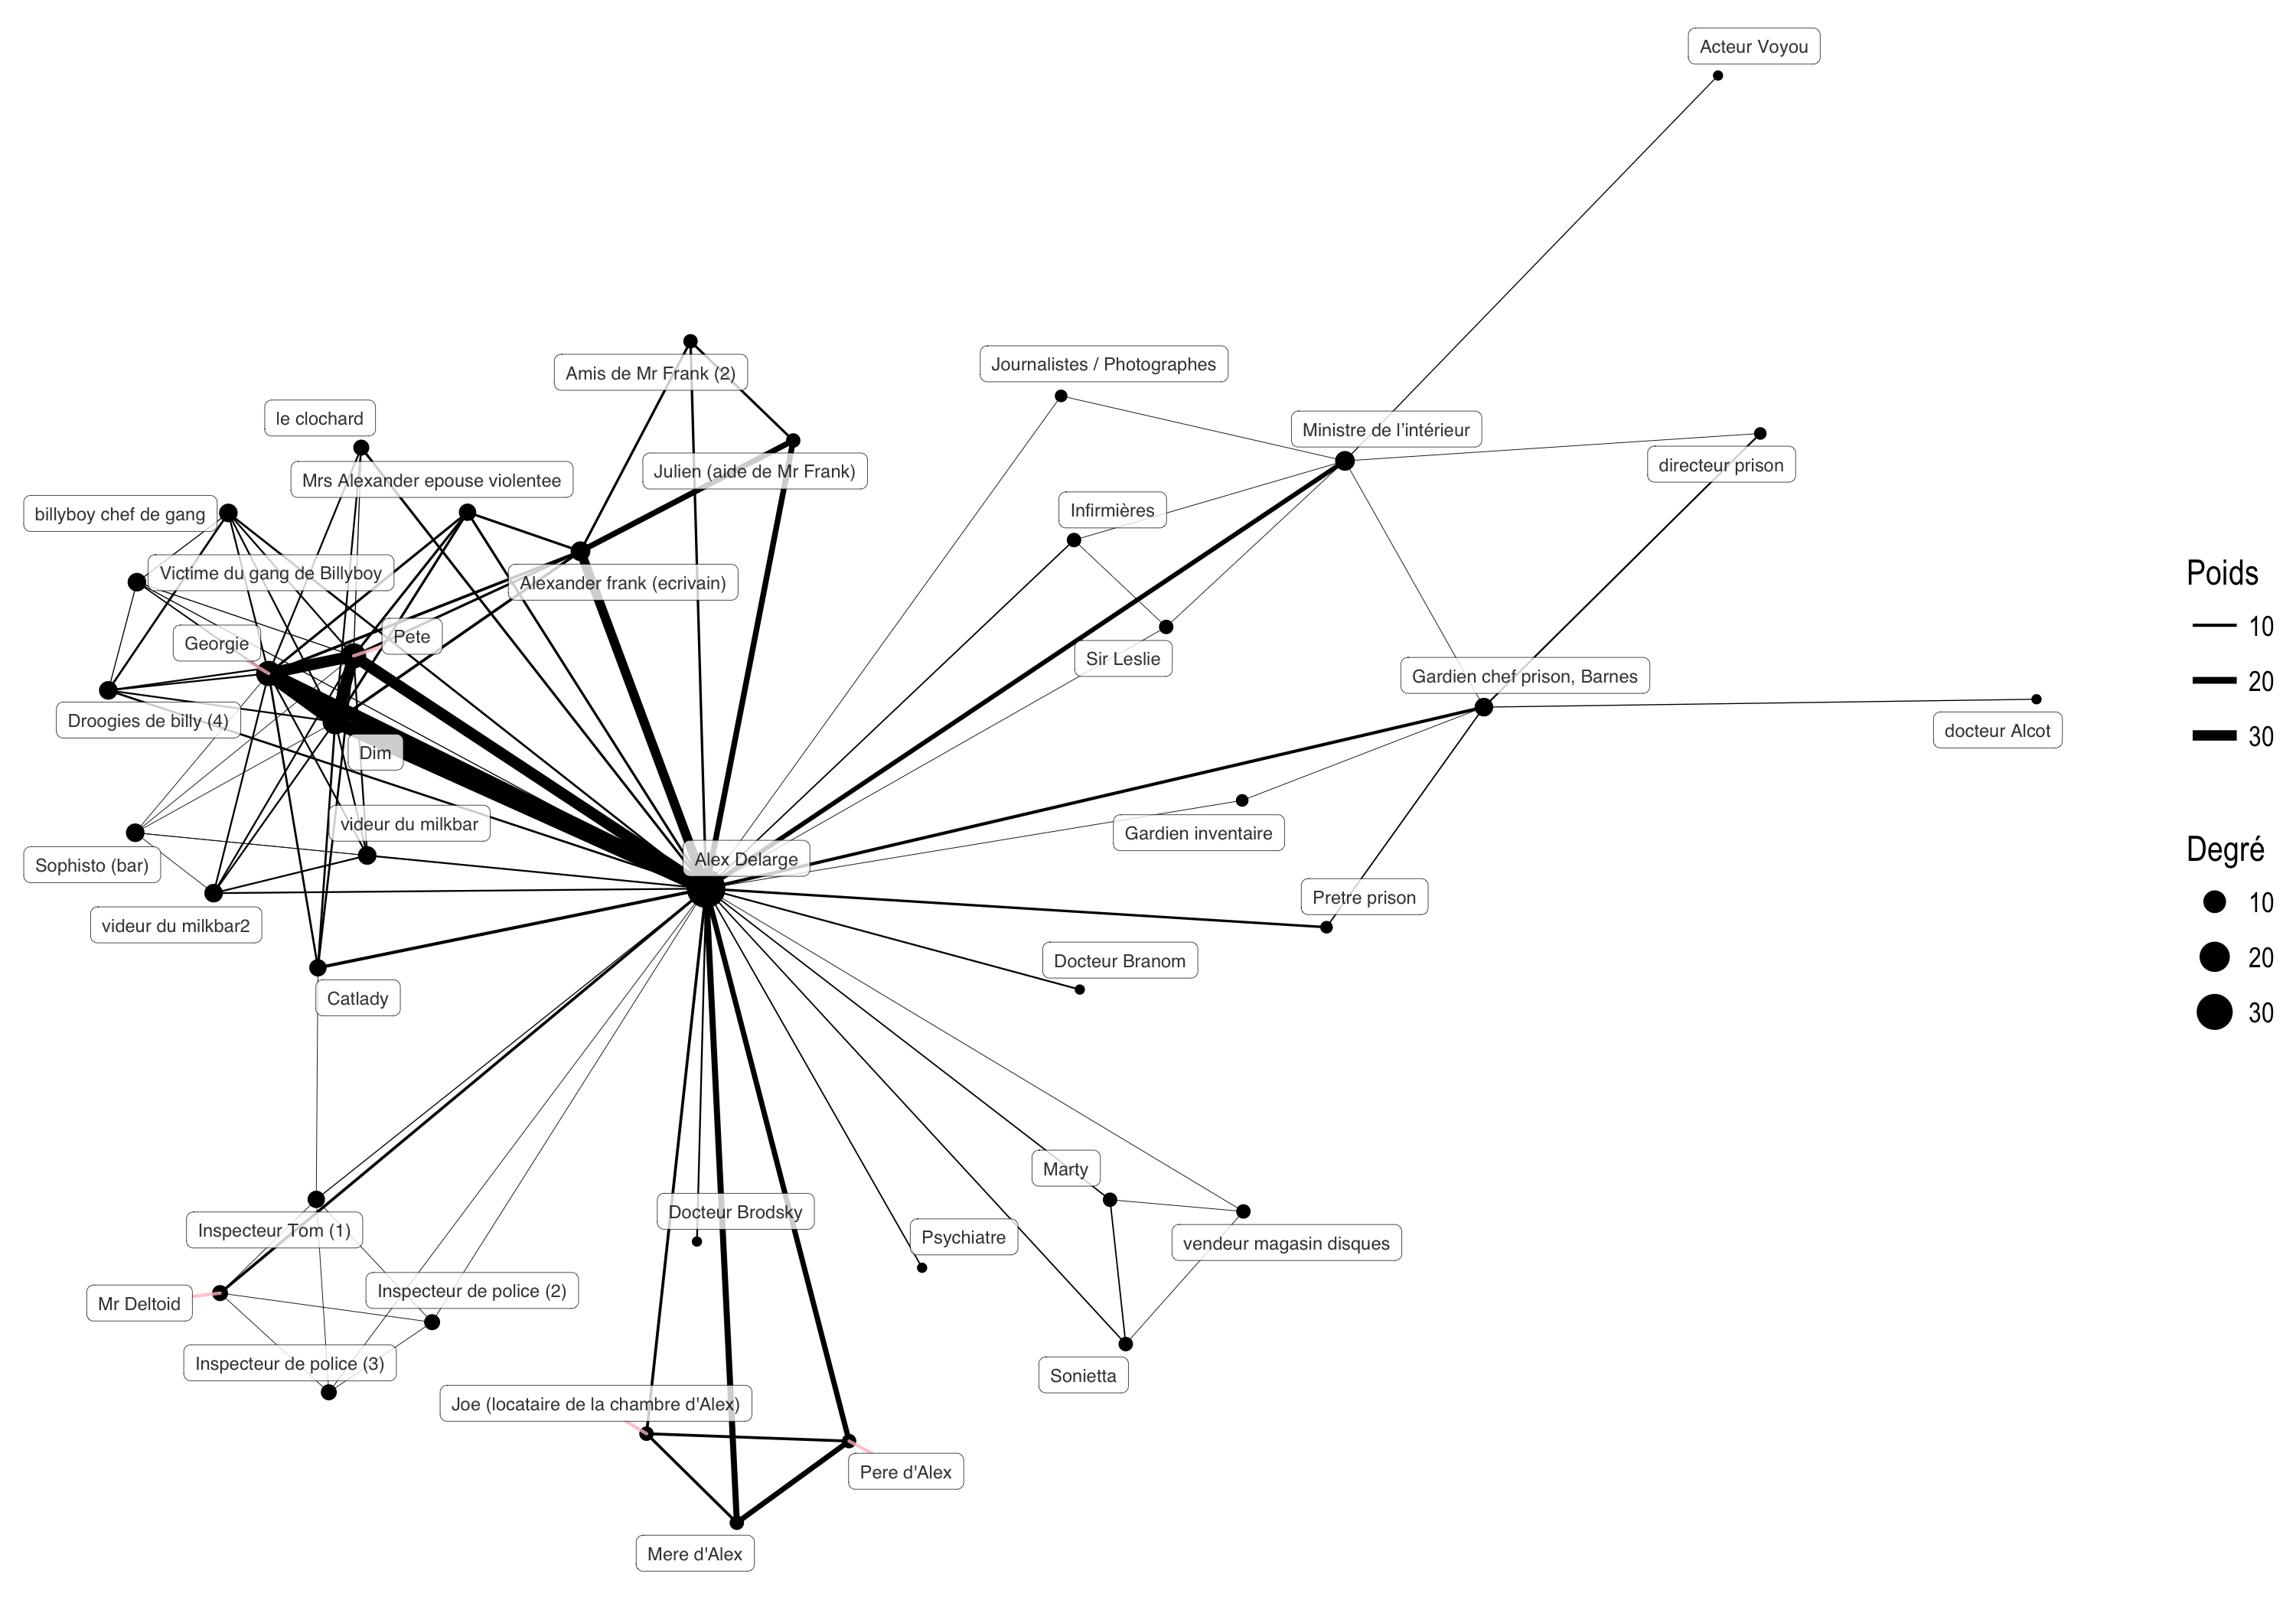 Acteur Voyou
Journalistes / Photographes
Amis de Mr Frank (2)
le clochard
Ministre de l'intérieur
directeur prison
Julien (aide de Mr Frank)
Mrs Alexander epouse violentee
billyboy chef de gang
Infirmières
Victime du gang de Billyboy
Alexander frank (ecrivain)
Pete
Georgie
Sir Leslie
Gardien chef prison, Barnes
Droogies de billy (4)
docteur Alcot
Dim
videur du milkbar
Gardien inventaire
Alex Delarge
Sophisto (bar)
Pretre prison
videur du milkbar2
Docteur Branom
Catlady
Marty
Docteur Brodsky
Inspecteur Tom (1)
Psychiatre
vendeur magasin disques
Inspecteur de police (2)
Mr Deltoid
Inspecteur de police (3)
Sonietta
Joe (locataire de la chambre d'Alex)
Pere d'Alex
Mere d'Alex
Poids
10
20
30
Degré
10
20
30